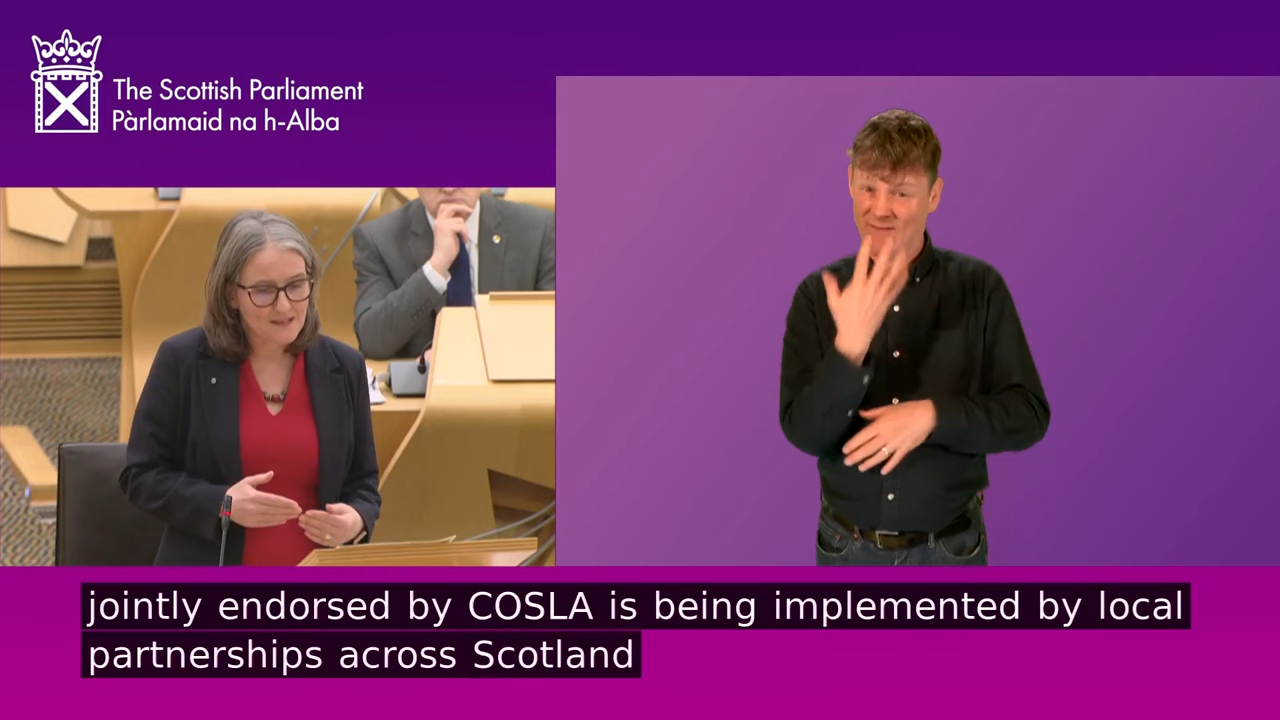 The Scottish Parliament
Pàrlamaid na h-Alba
jointly endorsed by COSLA is being implemented by local
partnerships across Scotland